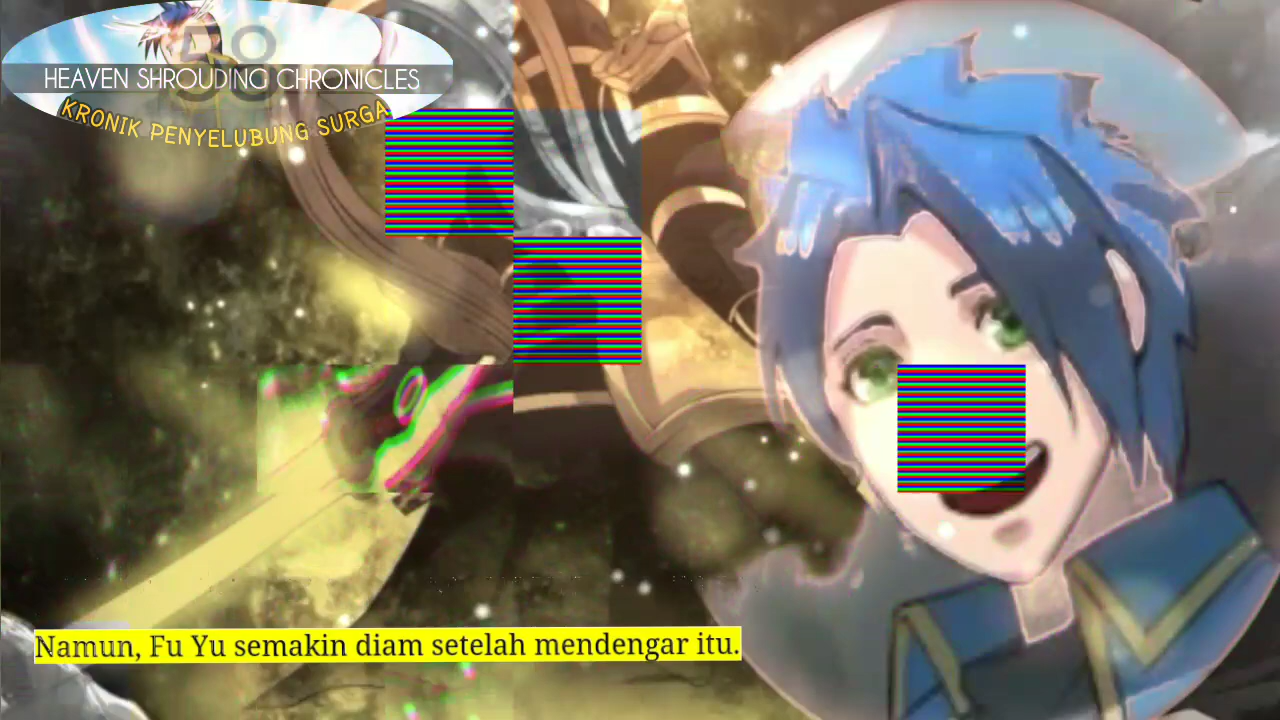 HEAVEN SHROUDING CHRONICLES
KRONIK PENYELUBUNG SURGA
Namun, Fu Yu semakin diam setelah mendengar itu.